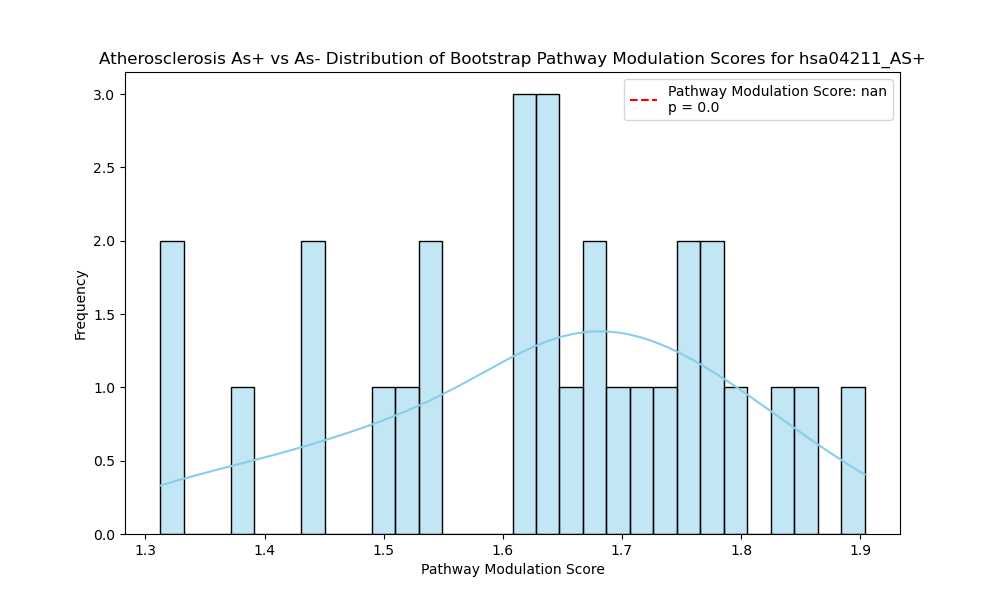 Atherosclerosis As+ vs As- Distribution of Bootstrap Pathway Modulation Scores for hsa04211_AS+
Pathway Modulation Score: nan
p = 0.0
3.0
2.5
2.0
1.5
1.0
0.5
0.0
Frequency
1.3 1.4 1.5 1.6 1.7 1.8 1.9
Pathway Modulation Score